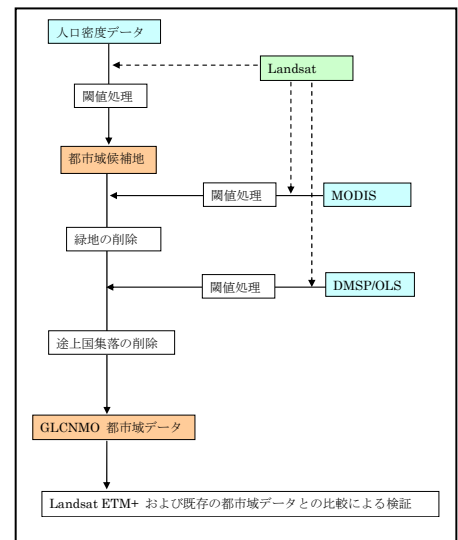 人口密度データ
Landsat
閾値処理
都市域候補地
閾値処理
MODIS
緑地の削除
閾値処理
DMSP/OLS
途上国集落の削除
GLCNMO 都市域データ
Landsat ETM+ および既存の都市域データとの比較による検証